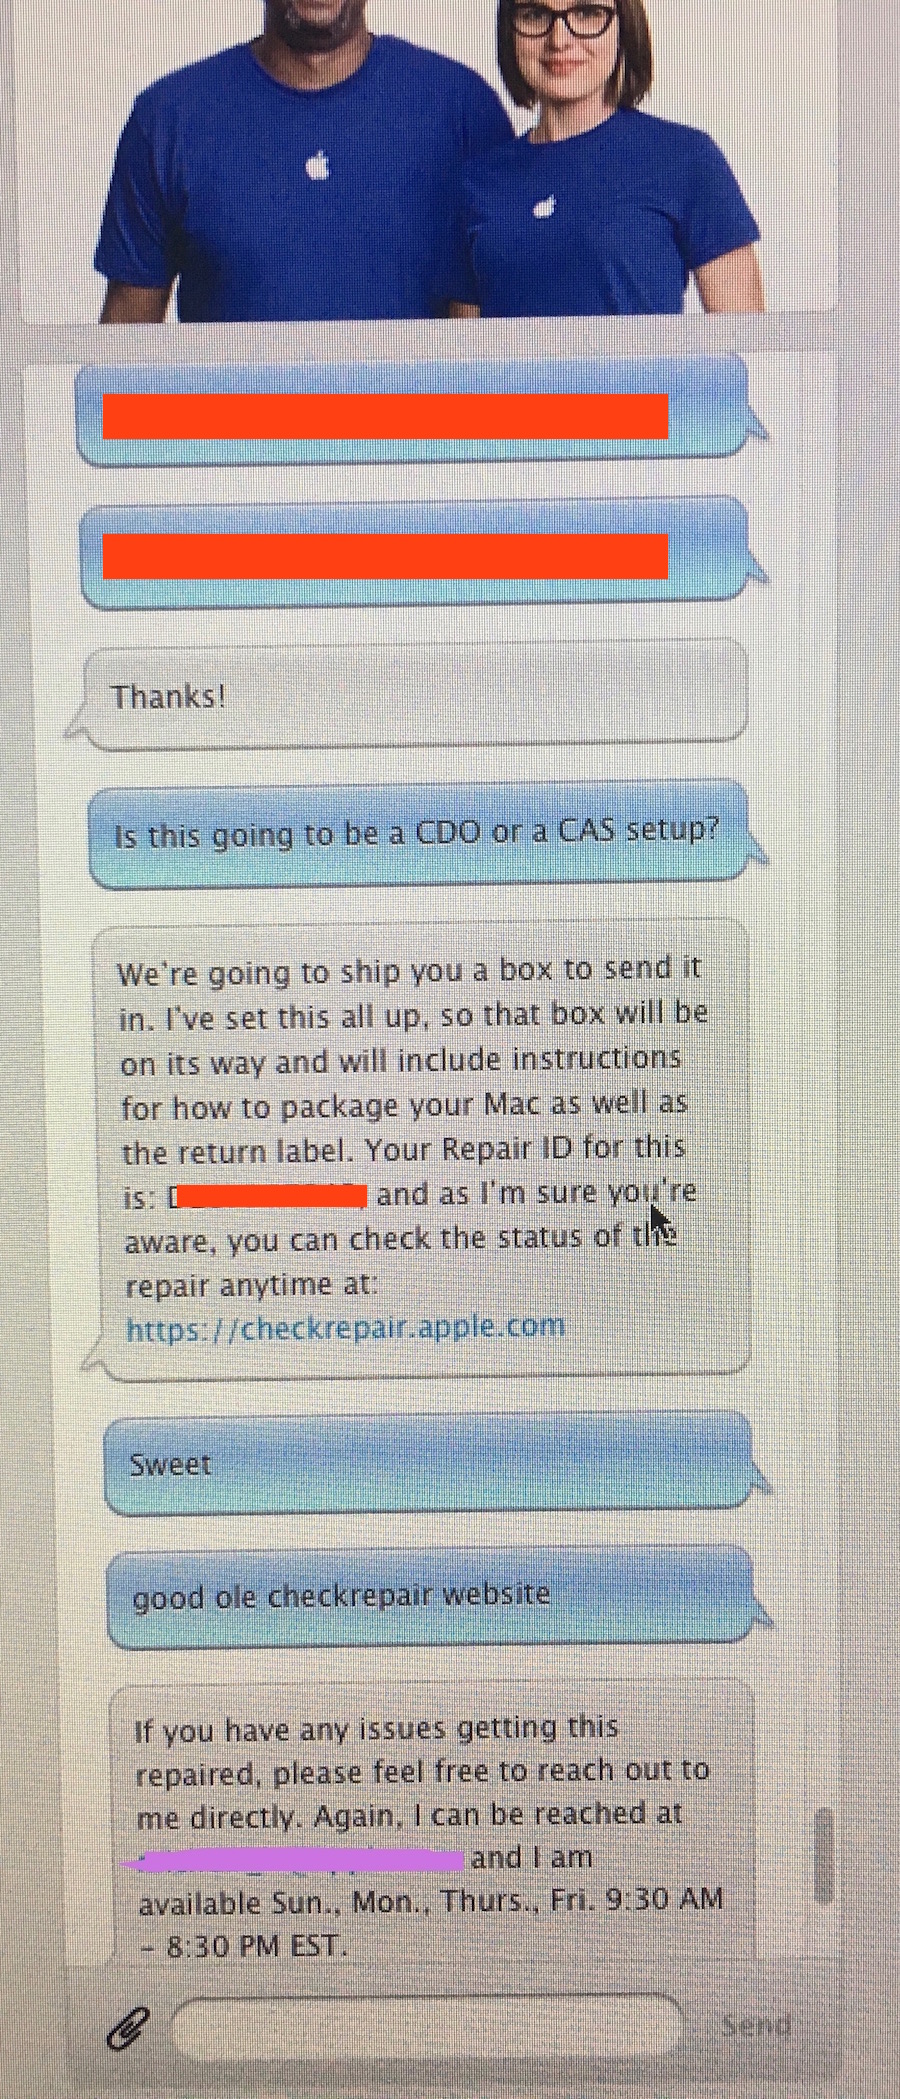 Thanks!
Is this going to be a CDO or a CAS setup?
We're going to ship you a box to send it
in. I've set this all up, so that box will be
on its way and will include instructions
for how to package your Mac as well as
the return label. Your Repair ID for this
is: and as I'm sure you're
aware, you can check the status of the
repair anytime at:
https://checkrepair.apple.com
Sweet
good ole checkrepair website
If you have any issues getting this
repaired, please feel free to reach out to
me directly. Again, I can be reached at
and I am
available Sun., Mon., Thurs., Fri. 9:30 AM
– 8:30 PM EST.
Send